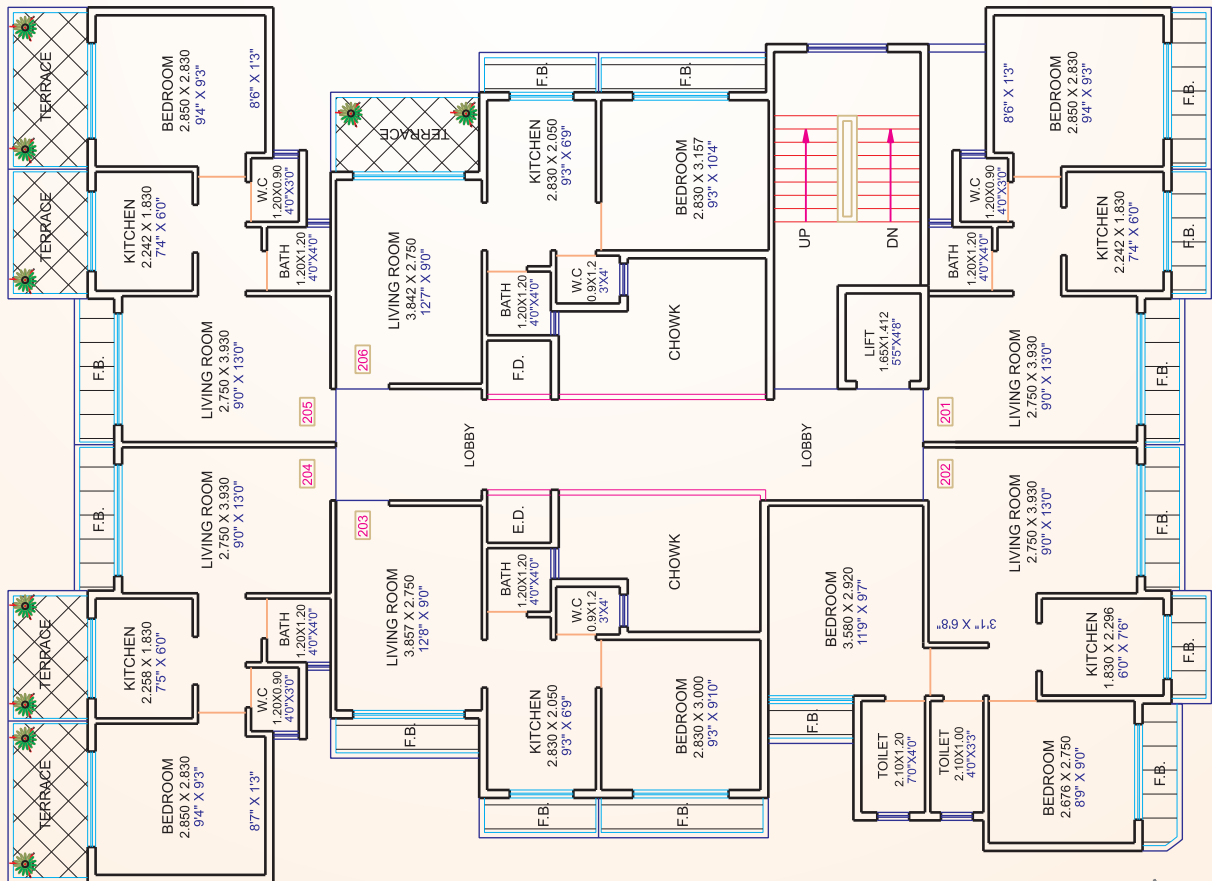 TERRACE
BEDROOM
2.850 X 2.830
9'4" X 9'3"
8'6" X 1'3"
TERRACE
KITCHEN
2.242 X 1.830
7'4" X 6'0"
W.C
1.20X0.90
4'0"X3'0"
BATH
1.20X1.20
4'0"X4'0"
F.B.
LIVING ROOM
2.750 X 3.930
9'0" X 13'0"
205
F.B.
LIVING ROOM
2.750 X 3.930
9'0" X 13'0"
204
TERRACE
KITCHEN
2.258 X 1.830
7'5" X 6'0"
BATH
1.20X1.20
4'0"X4'0"
W.C
1.20X0.90
4'0"X3'0"
TERRACE
BEDROOM
2.850 X 2.830
9'4" X 9'3"
8'7" X 1'3"
TERRACE
LIVING ROOM
3.842 X 2.750
12'7" X 9'0"
206
F.B.
KITCHEN
2.830 X 2.050
9'3" X 6'9"
F.B.
BEDROOM
2.830 X 3.157
9'3" X 10'4"
BATH
1.20X1.20
4'0"X4'0"
W.C
0.9X1.2
3'X4'
F.D.
CHOWK
LOBBY
LOBBY
UP
DN
LIFT
1.65X1.412
5'5"X4'8"
203
LIVING ROOM
3.857 X 2.750
12'8" X 9'0"
F.B.
E.D.
BATH
1.20X1.20
4'0"X4'0"
W.C
0.9X1.2
3'X4'
CHOWK
KITCHEN
2.830 X 2.050
9'3" X 6'9"
F.B.
BEDROOM
2.830 X 3.000
9'3" X 9'10"
F.B.
8'6" X 1'3"
BEDROOM
2.850 X 2.830
9'4" X 9'3"
F.B.
W.C
1.20X0.90
4'0"X3'0"
BATH
1.20X1.20
4'0"X4'0"
KITCHEN
2.242 X 1.830
7'4" X 6'0"
F.B.
201
LIVING ROOM
2.750 X 3.930
9'0" X 13'0"
F.B.
202
LIVING ROOM
2.750 X 3.930
9'0" X 13'0"
F.B.
BEDROOM
3.580 X 2.920
11'9" X 9'7"
F.B.
3'1" X 6'8"
KITCHEN
1.830 X 2.296
6'0" X 7'6"
F.B.
TOILET
2.10X1.20
7'0"X4'0"
TOILET
2.10X1.00
4'0"X3'3"
BEDROOM
2.676 X 2.750
8'9" X 9'0"
F.B.